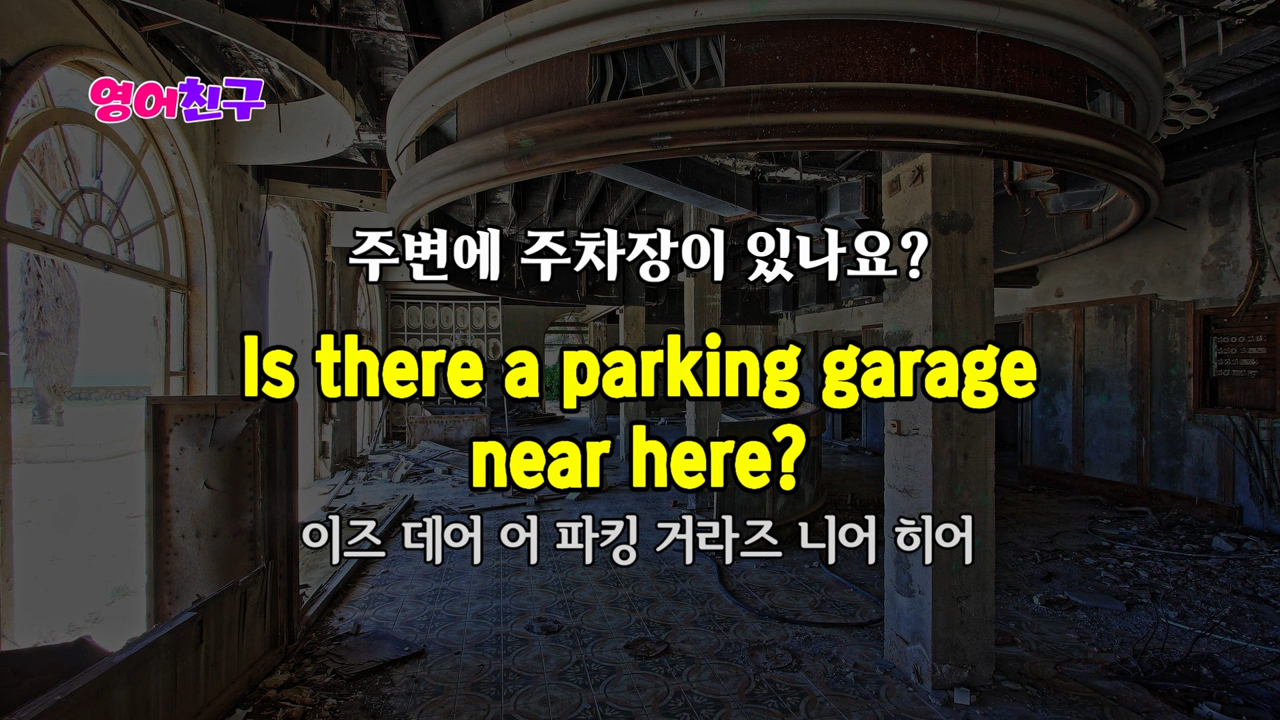 영어친구
주변에 주차장이 있나요?
Is there a parking garage
near here?
이즈 데어 어 파킹 거라즈 니어 히어